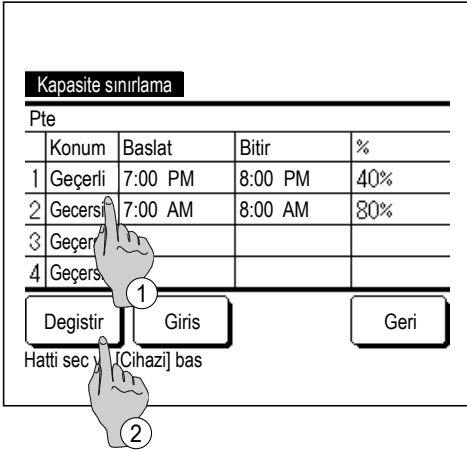 Kapasite sınırlama
Pte
Konum Baslat Bitir %
1 Geçerli 7:00 PM 8:00 PM 40%
2 7:00 AM 8:00 AM 80%
3
4
1
Degistir Giris Geri
Hatti sec [Cihazi] bas
2